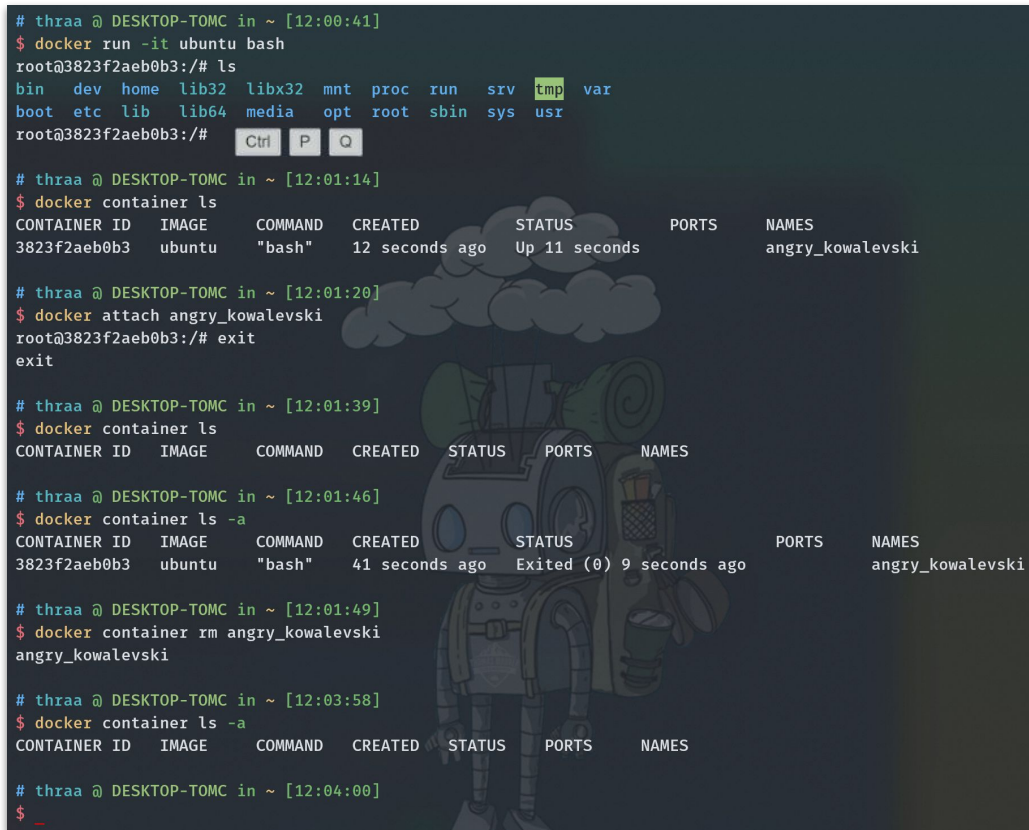 # thraa @ DESKTOP-TOMC in ~ [12:00:41]
$ docker run -it ubuntu bash
root@3823f2aeb0b3:/# ls
bin   dev  home  lib32  libx32  mnt  proc  run   srv  tmp  var
boot  etc  lib   lib64  media   opt  root  sbin  sys  usr
root@3823f2aeb0b3:/# Ctrl P Q
# thraa @ DESKTOP-TOMC in ~ [12:01:14]
$ docker container ls
CONTAINER ID   IMAGE     COMMAND   CREATED          STATUS          PORTS     NAMES
3823f2aeb0b3   ubuntu    "bash"    12 seconds ago   Up 11 seconds             angry_kowalevski
# thraa @ DESKTOP-TOMC in ~ [12:01:20]
$ docker attach angry_kowalevski
root@3823f2aeb0b3:/# exit
exit
# thraa @ DESKTOP-TOMC in ~ [12:01:39]
$ docker container ls
CONTAINER ID   IMAGE     COMMAND   CREATED   STATUS    PORTS     NAMES
# thraa @ DESKTOP-TOMC in ~ [12:01:46]
$ docker container ls -a
CONTAINER ID   IMAGE     COMMAND   CREATED          STATUS                     PORTS     NAMES
3823f2aeb0b3   ubuntu    "bash"    41 seconds ago   Exited (0) 9 seconds ago             angry_kowalevski
# thraa @ DESKTOP-TOMC in ~ [12:01:49]
$ docker container rm angry_kowalevski
angry_kowalevski
# thraa @ DESKTOP-TOMC in ~ [12:03:58]
$ docker container ls -a
CONTAINER ID   IMAGE     COMMAND   CREATED   STATUS    PORTS     NAMES
# thraa @ DESKTOP-TOMC in ~ [12:04:00]
$ _